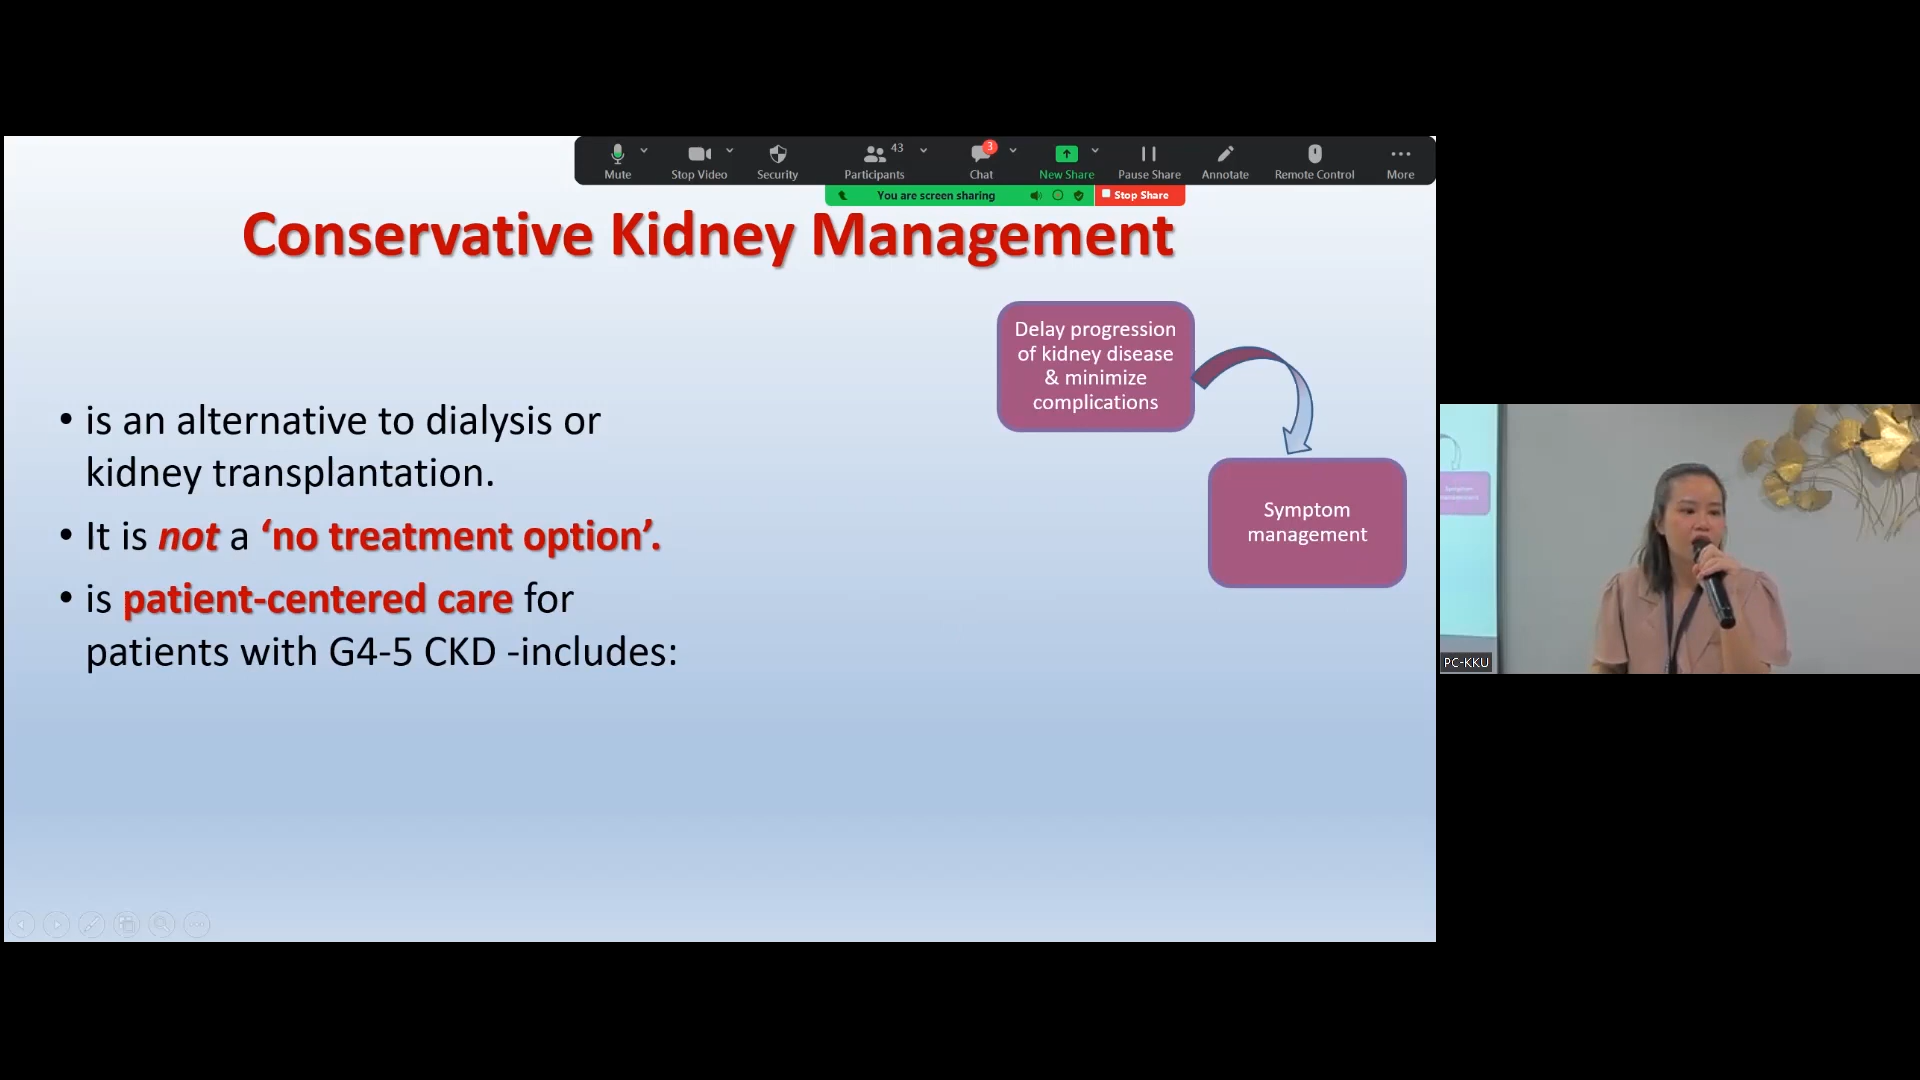 Mute
Stop Video
Security
43
Participants
3
Chat
New Share
Pause Share
Annotate
Remote Control
More
You are screen sharing
Stop Share
Conservative Kidney Management
• is an alternative to dialysis or
kidney transplantation.
• It is not a ‘no treatment option’.
• is patient-centered care for
patients with G4-5 CKD -includes:
Delay progression
of kidney disease
& minimize
complications
Symptom
management
PC-KKU